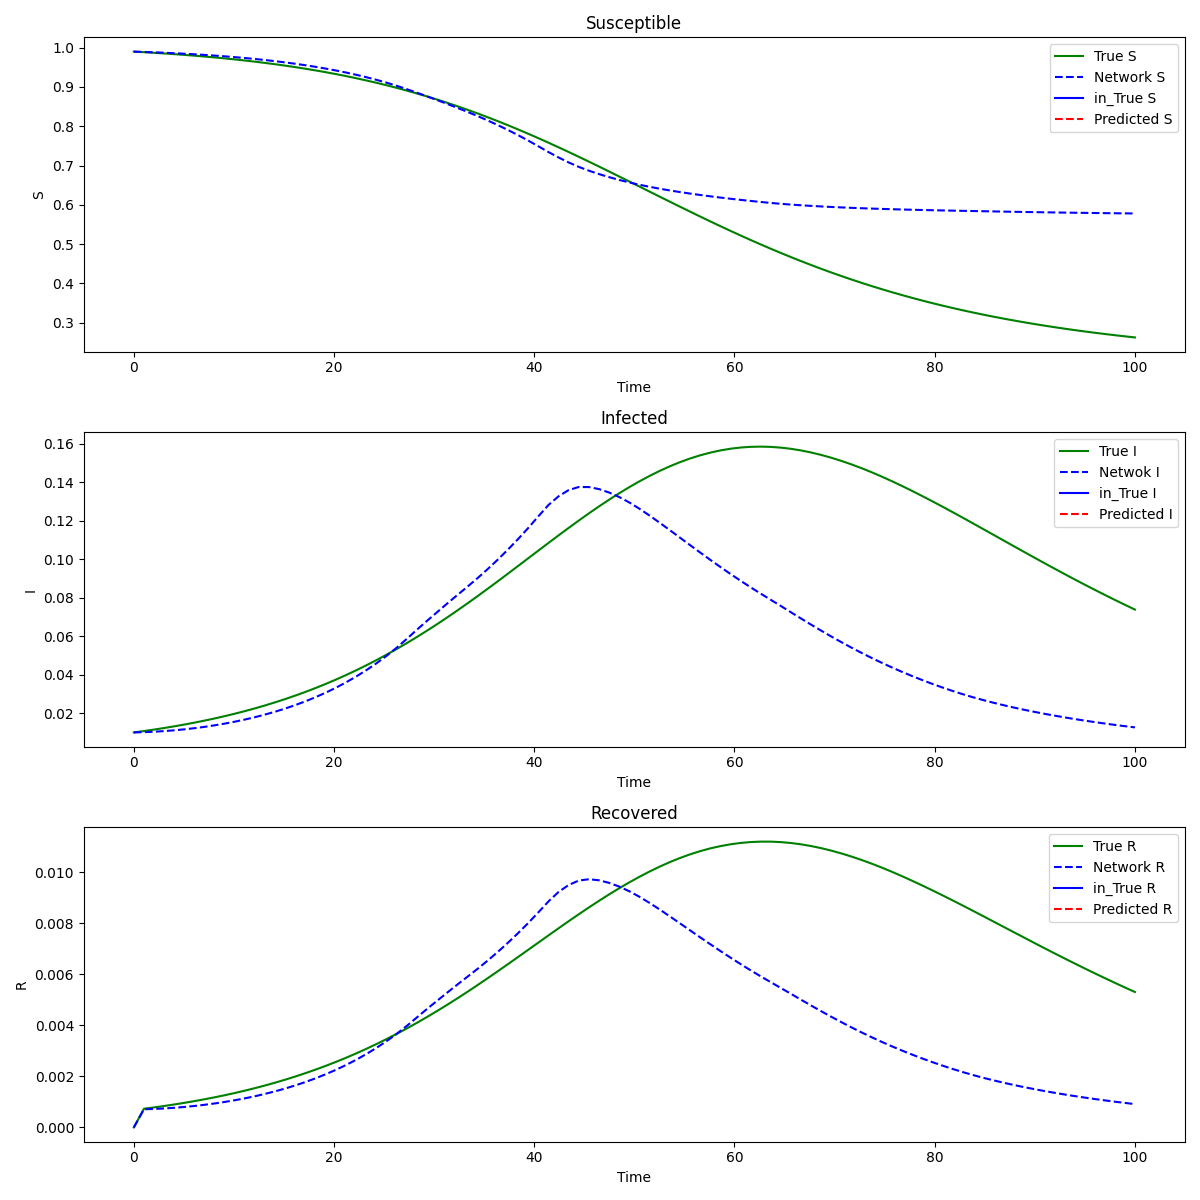 Susceptible
1.0
0.9
0.8
0.7
0.6
0.5
0.4
0.3
S
True S
Network S
in_True S
Predicted S
0 20 40 60 80 100
Time
Infected
0.16
0.14
0.12
0.10
0.08
0.06
0.04
0.02
I
True I
Netwok I
in_True I
Predicted I
0 20 40 60 80 100
Time
Recovered
0.010
0.008
0.006
0.004
0.002
0.000
R
True R
Network R
in_True R
Predicted R
0 20 40 60 80 100
Time